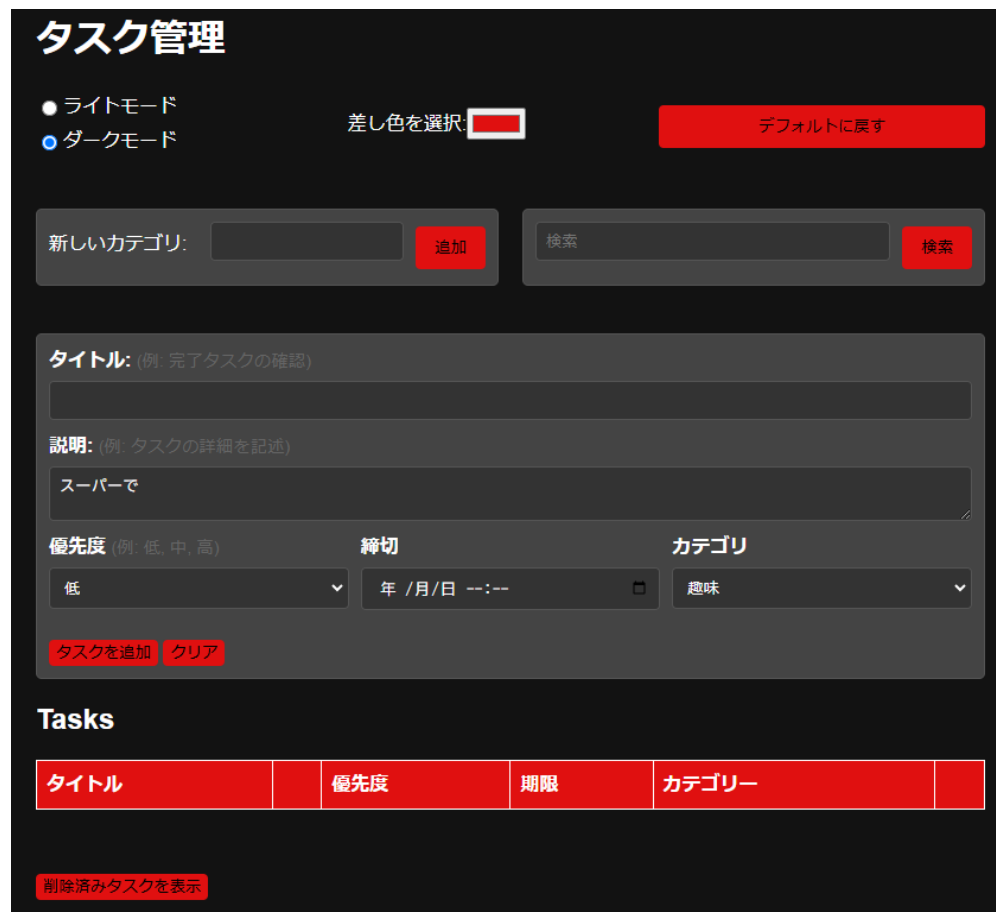 タスク管理
ライトモード
ダークモード
差し色を選択:
デフォルトに戻す
新しいカテゴリ:
追加
検索
検索
タイトル: (例: 完了タスクの確認)
説明: (例: タスクの詳細を記述)
スーパーで
優先度 (例: 低, 中, 高)
締切
カテゴリ
低
年 /月/日 --:--
趣味
タスクを追加
クリア
Tasks
タイトル 優先度 期限 カテゴリー
削除済みタスクを表示